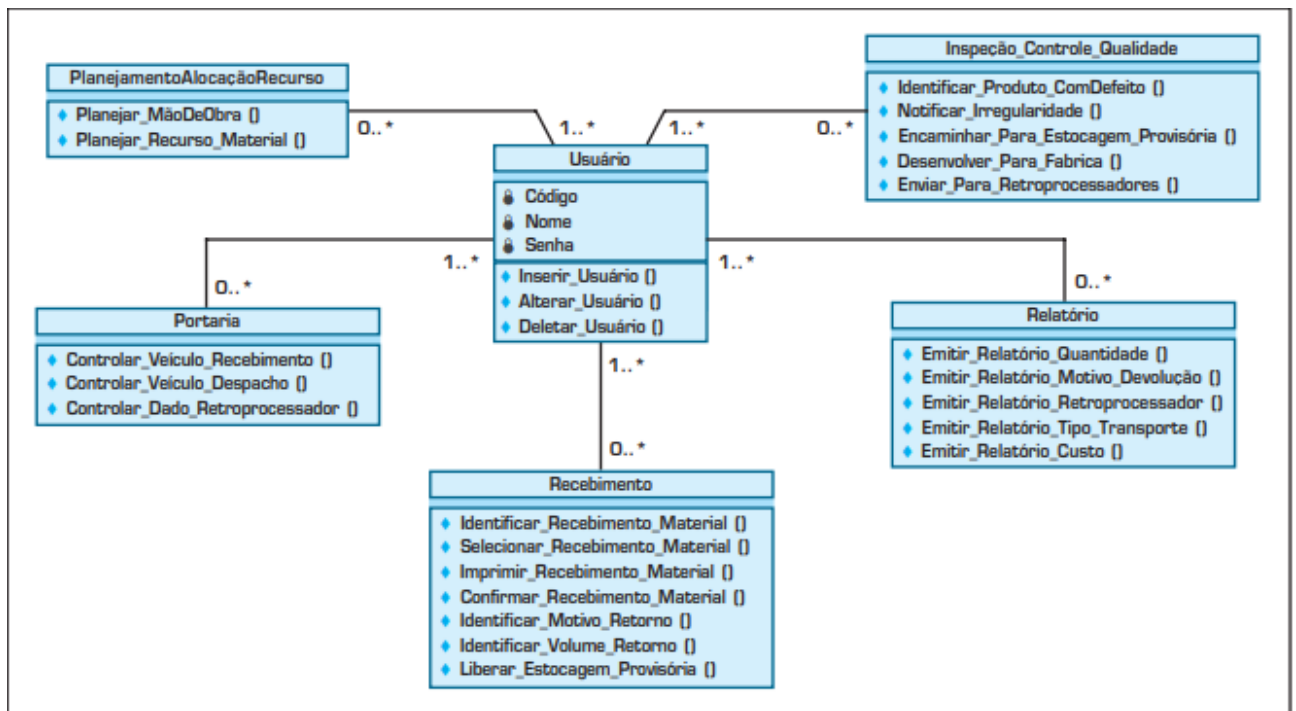 PlanejamentoAlocaçãoRecurso
Planejar_MãoDeObra ()
Planejar_Recurso_Material ()
0..*
1..*
Inspeção_Controle_Qualidade
Identificar_Produto_ComDefeito ()
Notificar_Irregularidade ()
Encaminhar_Para_Estocagem_Provisória ()
Desenvolver_Para_Fabrica ()
Enviar_Para_Retroprocessadores ()
1..*
0..*
Usuário
Código
Nome
Senha
Inserir_Usuário ()
Alterar_Usuário ()
Deletar_Usuário ()
1..*
0..*
Portaria
Controlar_Veículo_Recebimento ()
Controlar_Veículo_Despacho ()
Controlar_Dado_Retroprocessador ()
1..*
0..*
Relatório
Emitir_Relatório_Quantidade ()
Emitir_Relatório_Motivo_Devolução ()
Emitir_Relatório_Retroprocessador ()
Emitir_Relatório_Tipo_Transporte ()
Emitir_Relatório_Custo ()
1..*
0..*
Recebimento
Identificar_Recebimento_Material ()
Selecionar_Recebimento_Material ()
Imprimir_Recebimento_Material ()
Confirmar_Recebimento_Material ()
Identificar_Motivo_Retorno ()
Identificar_Volume_Retorno ()
Liberar_Estocagem_Provisória ()